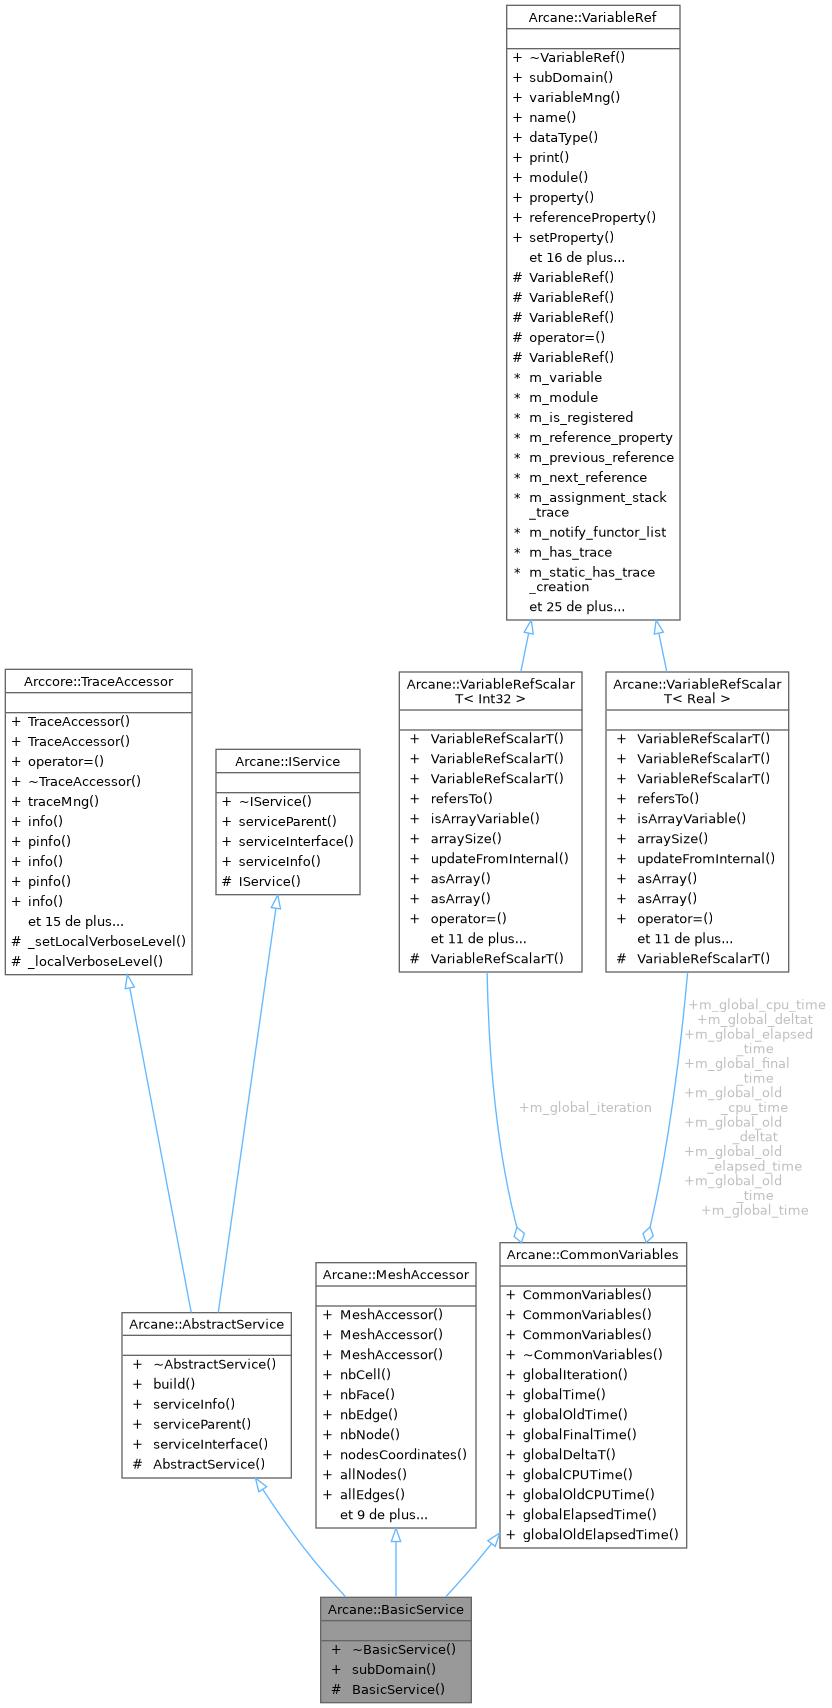 Arcane::VariableRef
+ ~VariableRef()
+ subDomain()
+ variableMng()
+ name()
+ dataType()
+ print()
+ module()
+ property()
+ referenceProperty()
+ setProperty()
et 16 de plus...
# VariableRef()
# VariableRef()
# VariableRef()
# operator=()
# VariableRef()
* m_variable
* m_module
* m_is_registered
* m_reference_property
* m_previous_reference
* m_next_reference
* m_assignment_stack
_trace
* m_notify_functor_list
* m_has_trace
* m_static_has_trace
_creation
et 25 de plus...
Arccore::TraceAccessor
+ TraceAccessor()
+ TraceAccessor()
+ operator=()
+ ~TraceAccessor()
+ traceMng()
+ info()
+ pinfo()
+ info()
+ pinfo()
+ info()
et 15 de plus...
# _setLocalVerboseLevel()
# _localVerboseLevel()
Arcane::IService
+ ~IService()
+ serviceParent()
+ serviceInterface()
+ serviceInfo()
# IService()
Arcane::VariableRefScalar
T< Int32 >
+ VariableRefScalarT()
+ VariableRefScalarT()
+ VariableRefScalarT()
+ refersTo()
+ isArrayVariable()
+ arraySize()
+ updateFromInternal()
+ asArray()
+ asArray()
+ operator=()
et 11 de plus...
# VariableRefScalarT()
Arcane::VariableRefScalar
T< Real >
+ VariableRefScalarT()
+ VariableRefScalarT()
+ VariableRefScalarT()
+ refersTo()
+ isArrayVariable()
+ arraySize()
+ updateFromInternal()
+ asArray()
+ asArray()
+ operator=()
et 11 de plus...
# VariableRefScalarT()
+m_global_iteration
+m_global_cpu_time
+m_global_deltat
+m_global_elapsed
_time
+m_global_final
_time
+m_global_old
_cpu_time
+m_global_old
_deltat
+m_global_old
_elapsed_time
+m_global_old
_time
+m_global_time
Arcane::AbstractService
+ ~AbstractService()
+ build()
+ serviceInfo()
+ serviceParent()
+ serviceInterface()
# AbstractService()
Arcane::MeshAccessor
+ MeshAccessor()
+ MeshAccessor()
+ MeshAccessor()
+ nbCell()
+ nbFace()
+ nbEdge()
+ nbNode()
+ nodesCoordinates()
+ allNodes()
+ allEdges()
et 9 de plus...
Arcane::CommonVariables
+ CommonVariables()
+ CommonVariables()
+ CommonVariables()
+ ~CommonVariables()
+ globalIteration()
+ globalTime()
+ globalOldTime()
+ globalFinalTime()
+ globalDeltaT()
+ globalCPUTime()
+ globalOldCPUTime()
+ globalElapsedTime()
+ globalOldElapsedTime()
Arcane::BasicService
+ ~BasicService()
+ subDomain()
# BasicService()